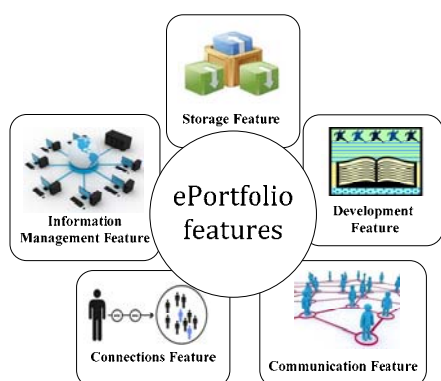 Storage Feature
Information
Management Feature
ePortfolio
features
Development
Feature
Connections Feature
Communication Feature